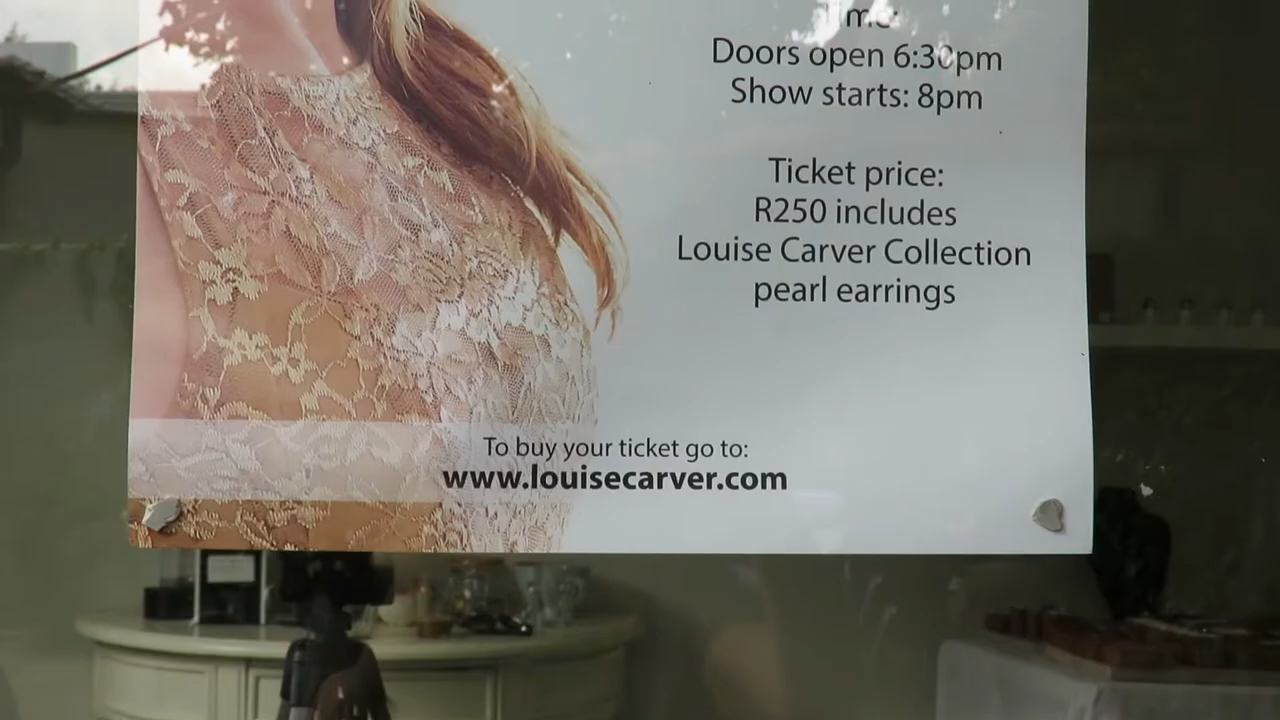 Time:
Doors open 6:30pm
Show starts: 8pm
Ticket price:
R250 includes
Louise Carver Collection
pearl earrings
To buy your ticket go to:
www.louisecarver.com